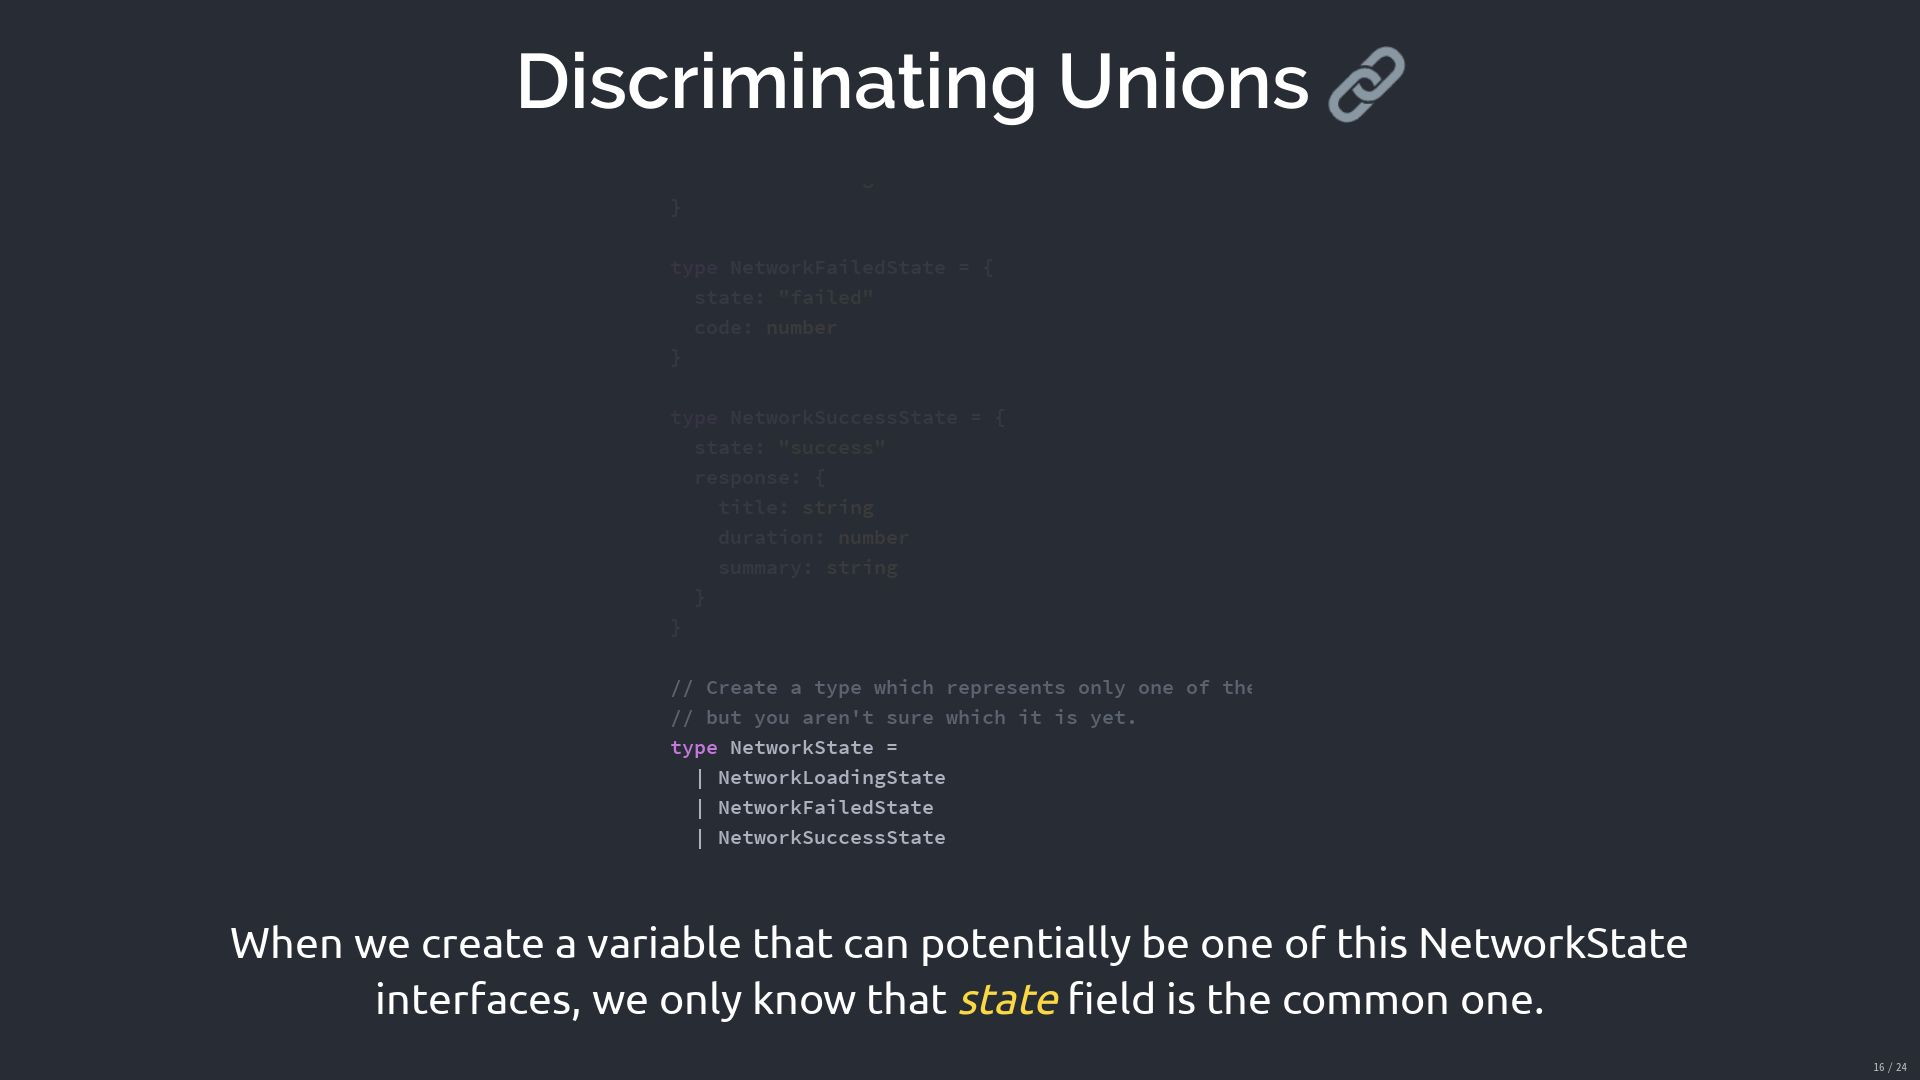 Discriminating Unions 🔗
}
type NetworkFailedState = {
state: "failed"
code: number
}
type NetworkSuccessState = {
state: "success"
response: {
title: string
duration: number
summary: string
}
}
// Create a type which represents only one of the
// but you aren't sure which it is yet.
type NetworkState =
| NetworkLoadingState
| NetworkFailedState
| NetworkSuccessState
When we create a variable that can potentially be one of this NetworkState
interfaces, we only know that state field is the common one.
16 / 24